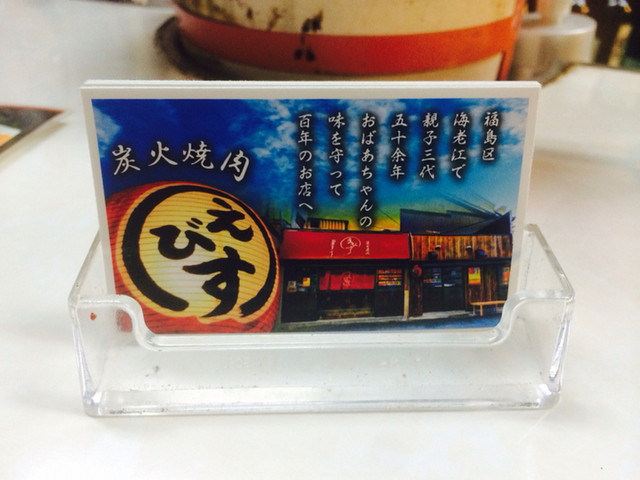 炭火焼肉
えびす
福島区
海老江で
親子三代
五十余年
おばあちゃんの
味を守って
百年のお店へ